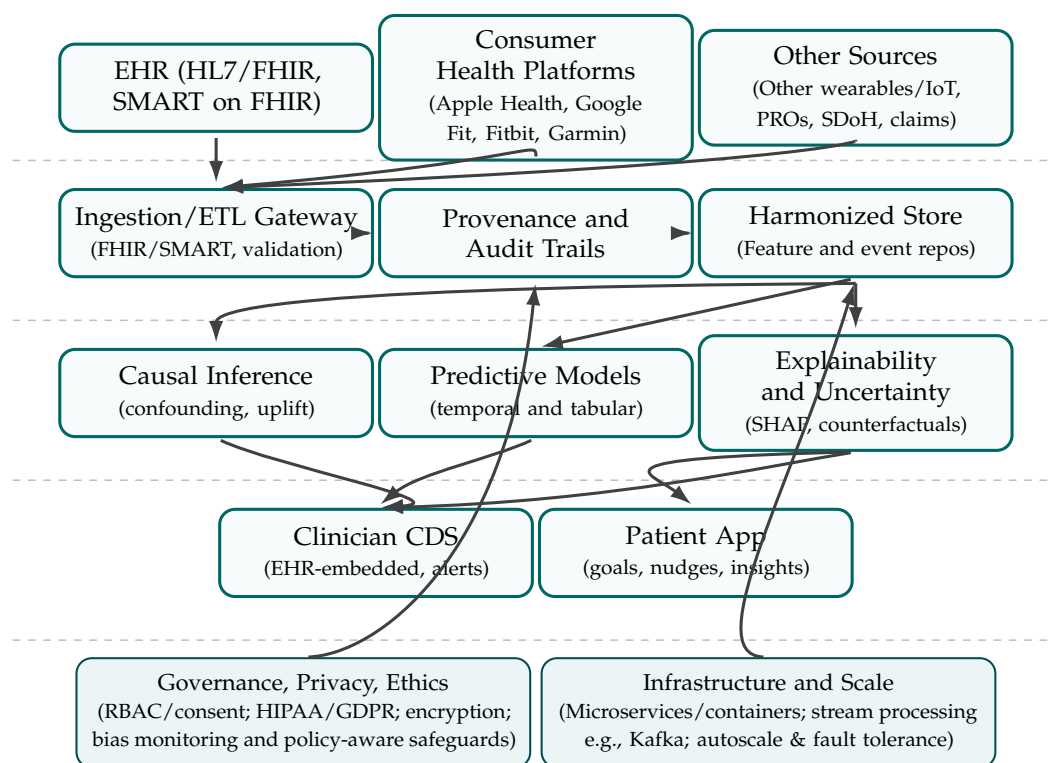 EHR (HL7/FHIR,
SMART on FHIR)
Consumer
Health Platforms
(Apple Health, Google
Fit, Fitbit, Garmin)
Other Sources
(Other wearables/IoT,
PROs, SDoH, claims)
Ingestion/ETL Gateway
(FHIR/SMART, validation)
Provenance and
Audit Trails
Harmonized Store
(Feature and event repos)
Causal Inference
(confounding, uplift)
Predictive Models
(temporal and tabular)
Explainability
and Uncertainty
(SHAP, counterfactuals)
Clinician CDS
(EHR-embedded, alerts)
Patient App
(goals, nudges, insights)
Governance, Privacy, Ethics
(RBAC/consent; HIPAA/GDPR; encryption;
bias monitoring and policy-aware safeguards)
Infrastructure and Scale
(Microservices/containers; stream processing
e.g., Kafka; autoscale & fault tolerance)